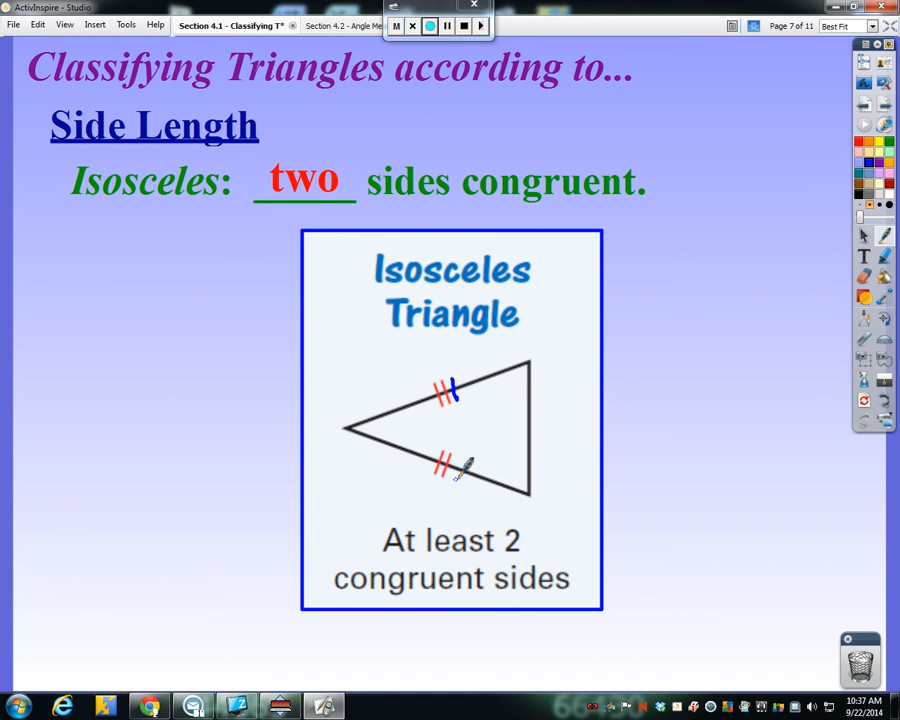 ActivInspire - Studio
File Edit View Insert Tools Help
Section 4.1 - Classifying T*
Section 4.2 - Angle Me
M
Page 7 of 11
Best Fit
Classifying Triangles according to...
Side Length
Isosceles: two sides congruent.
Isosceles
Triangle
At least 2
congruent sides
10:37 AM
9/22/2014